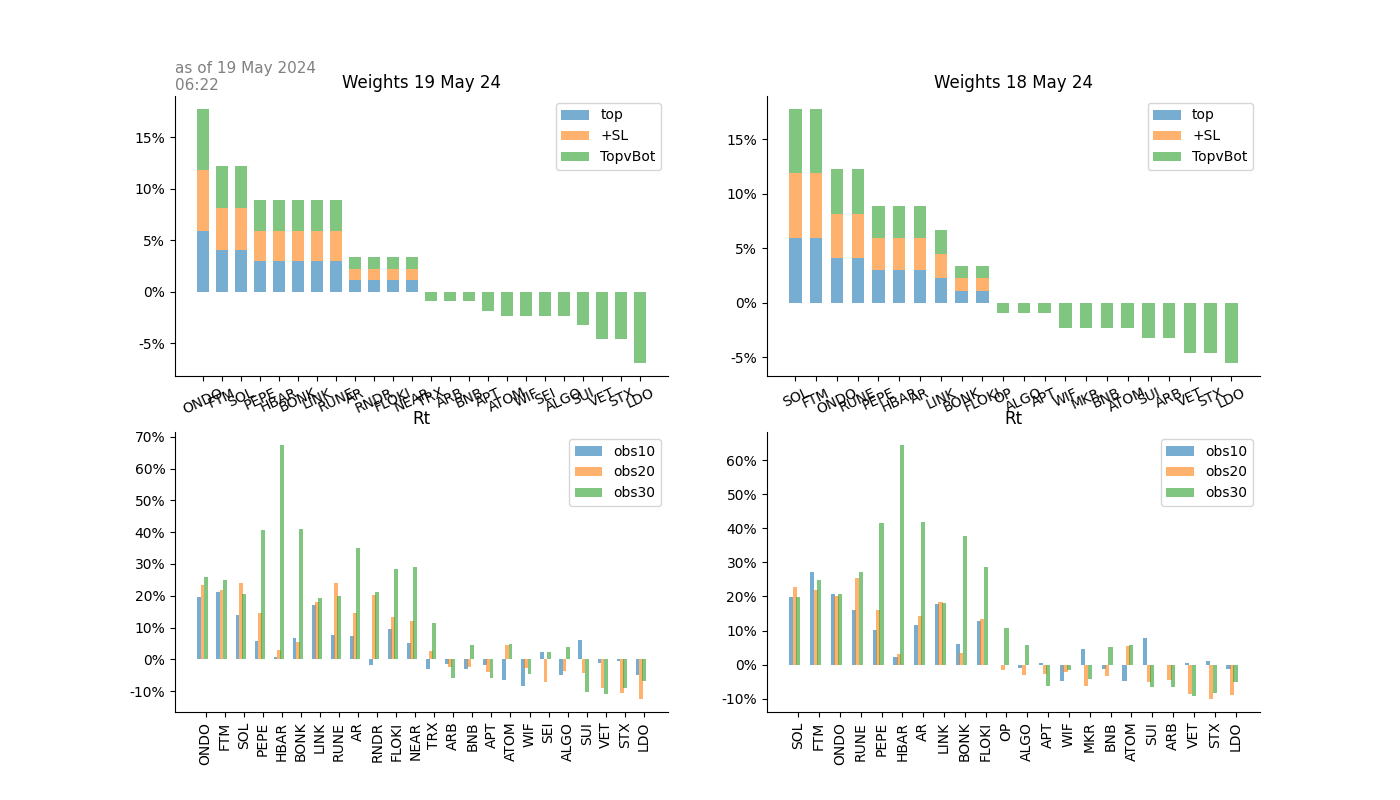 as of 19 May 2024
06:22
Weights 19 May 24
15%
10%
5%
0%
-5%
top
+SL
TopvBot
ONDO FTM SOL PEPE HBAR BONK LINK RUNE AR RNDR FLOKI NEAR TRX ARB BNB APT ATOM WIF SEI ALGO SUI VET STX LDO
Weights 18 May 24
15%
10%
5%
0%
-5%
top
+SL
TopvBot
SOL FTM ONDO RUNE PEPE HBAR AR LINK BONK FLOKI OP ALGO APT WIF MKR BNB ATOM SUI ARB VET STX LDO
Rt
70%
60%
50%
40%
30%
20%
10%
0%
-10%
obs10
obs20
obs30
ONDO FTM SOL PEPE HBAR BONK LINK RUNE AR RNDR FLOKI NEAR TRX ARB BNB APT ATOM WIF SEI ALGO SUI VET STX LDO
Rt
60%
50%
40%
30%
20%
10%
0%
-10%
obs10
obs20
obs30
SOL FTM ONDO RUNE PEPE HBAR AR LINK BONK FLOKI OP ALGO APT WIF MKR BNB ATOM SUI ARB VET STX LDO